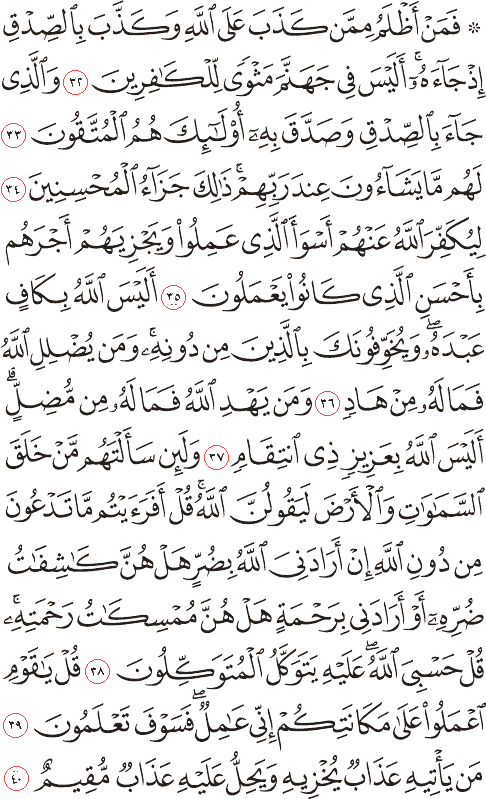 ۞ فَمَنۡ أَظۡلَمُ مِمَّن كَذَبَ عَلَى ٱللَّهِ وَكَذَّبَ بِٱلصِّدۡقِ
إِذۡ جَآءَهُۥٓۚ أَلَيۡسَ فِي جَهَنَّمَ مَثۡوٗى لِّلۡكَٰفِرِينَ ٣٢ وَٱلَّذِي
جَآءَ بِٱلصِّدۡقِ وَصَدَّقَ بِهِۦٓ أُوْلَٰٓئِكَ هُمُ ٱلۡمُتَّقُونَ ٣٣
لَهُم مَّا يَشَآءُونَ عِندَ رَبِّهِمۡۚ ذَٰلِكَ جَزَآءُ ٱلۡمُحۡسِنِينَ ٣٤
لِيُكَفِّرَ ٱللَّهُ عَنۡهُمۡ أَسۡوَأَ ٱلَّذِي عَمِلُواْ وَيَجۡزِيَهُمۡ أَجۡرَهُم
بِأَحۡسَنِ ٱلَّذِي كَانُواْ يَعۡمَلُونَ ٣٥ أَلَيۡسَ ٱللَّهُ بِكَافٍ
عَبۡدَهُۥۖ وَيُخَوِّفُونَكَ بِٱلَّذِينَ مِن دُونِهِۦۚ وَمَن يُضۡلِلِ ٱللَّهُ
فَمَا لَهُۥ مِنۡ هَادٖ ٣٦ وَمَن يَهۡدِ ٱللَّهُ فَمَا لَهُۥ مِن مُّضِلٍّۗ
أَلَيۡسَ ٱللَّهُ بِعَزِيزٖ ذِي ٱنتِقَامٖ ٣٧ وَلَئِن سَأَلۡتَهُم مَّنۡ خَلَقَ
ٱلسَّمَٰوَٰتِ وَٱلۡأَرۡضَ لَيَقُولُنَّ ٱللَّهُۚ قُلۡ أَفَرَءَيۡتُم مَّا تَدۡعُونَ
مِن دُونِ ٱللَّهِ إِنۡ أَرَادَنِيَ ٱللَّهُ بِضُرٍّ هَلۡ هُنَّ كَٰشِفَٰتُ
ضُرِّهِۦٓ أَوۡ أَرَادَنِي بِرَحۡمَةٍ هَلۡ هُنَّ مُمۡسِكَٰتُ رَحۡمَتِهِۦۚ
قُلۡ حَسۡبِيَ ٱللَّهُۖ عَلَيۡهِ يَتَوَكَّلُ ٱلۡمُتَوَكِّلُونَ ٣٨ قُلۡ يَٰقَوۡمِ
ٱعۡمَلُواْ عَلَىٰ مَكَانَتِكُمۡ إِنِّي عَٰمِلٞۖ فَسَوۡفَ تَعۡلَمُونَ ٣٩
مَن يَأۡتِيهِ عَذَابٞ يُخۡزِيهِ وَيَحِلُّ عَلَيۡهِ عَذَابٞ مُّقِيمٌ ٤٠